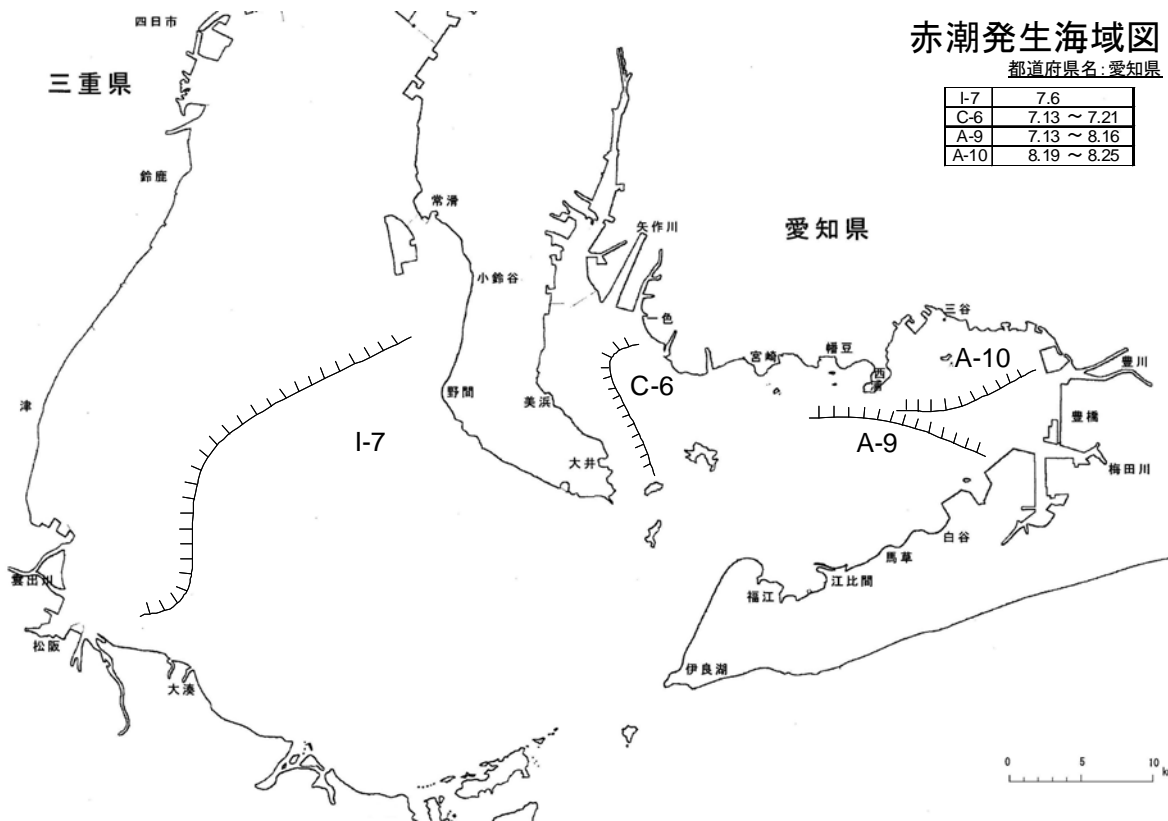 赤潮発生海域図
都道府県名:愛知県
I-7 7.6
C-6 7.13 ～ 7.21
A-9 7.13 ～ 8.16
A-10 8.19 ～ 8.25
四日市
三重県
鈴鹿
常滑
矢作川
愛知県
小鈴谷
三谷
一色
宮崎
幡豆
西浦
A-10
豊川
C-6
津
野間
美浜
豊橋
I-7
A-9
大井
梅田川
白谷
雲出川
馬草
江比間
福江
松阪
伊良湖
大湊
0 5 10
km